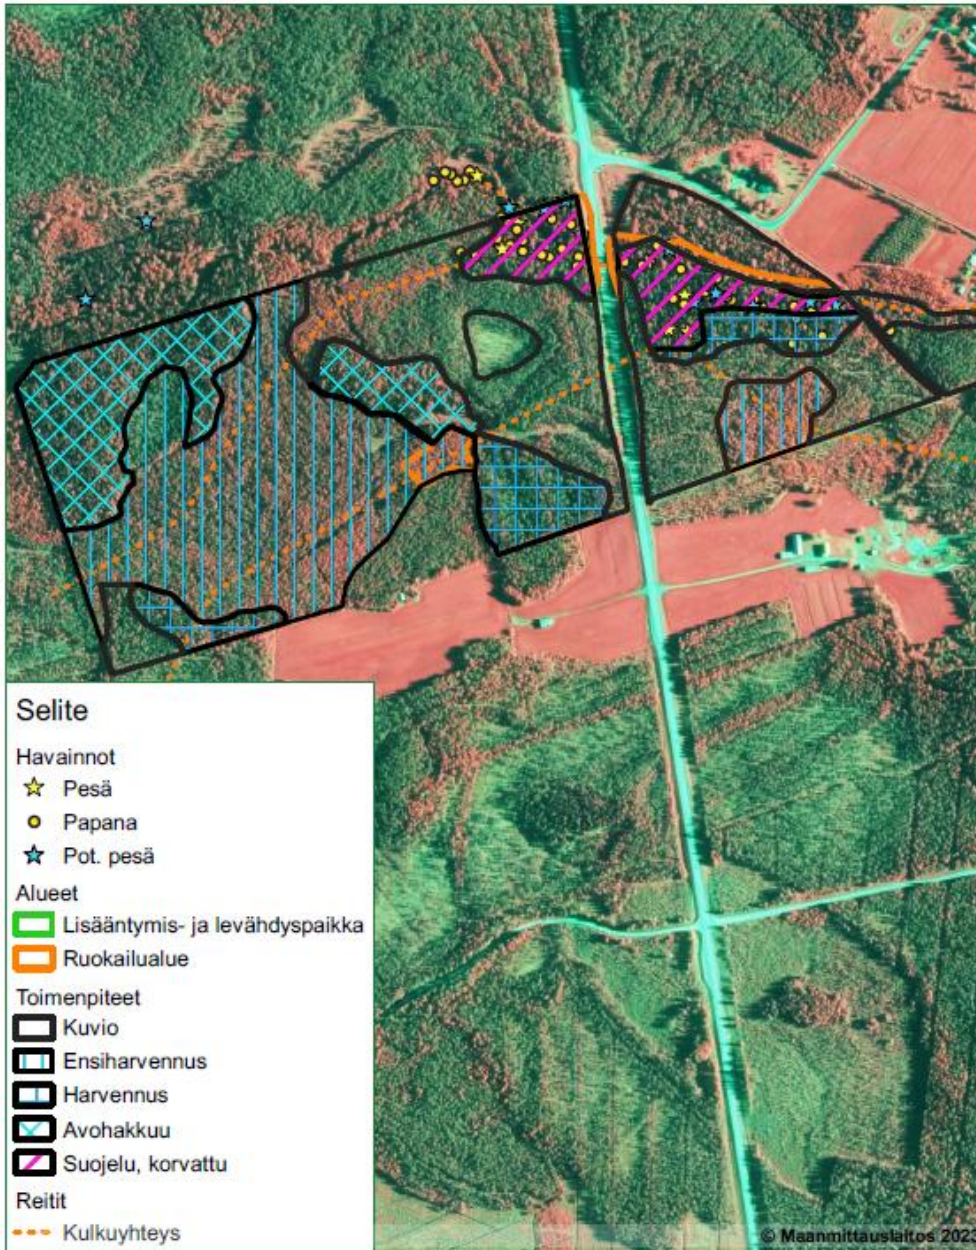 Selite
Havainnot
Pesä
Papana
Pot. pesä
Alueet
Lisääntymis- ja levähdyspaikka
Ruokailualue
Toimenpiteet
Kuvio
Ensiharvennus
Harvennus
Avohakkuu
Suojelu, korvattu
Reitit
Kulkuyhteys
© Maanmittauslaitos 2023